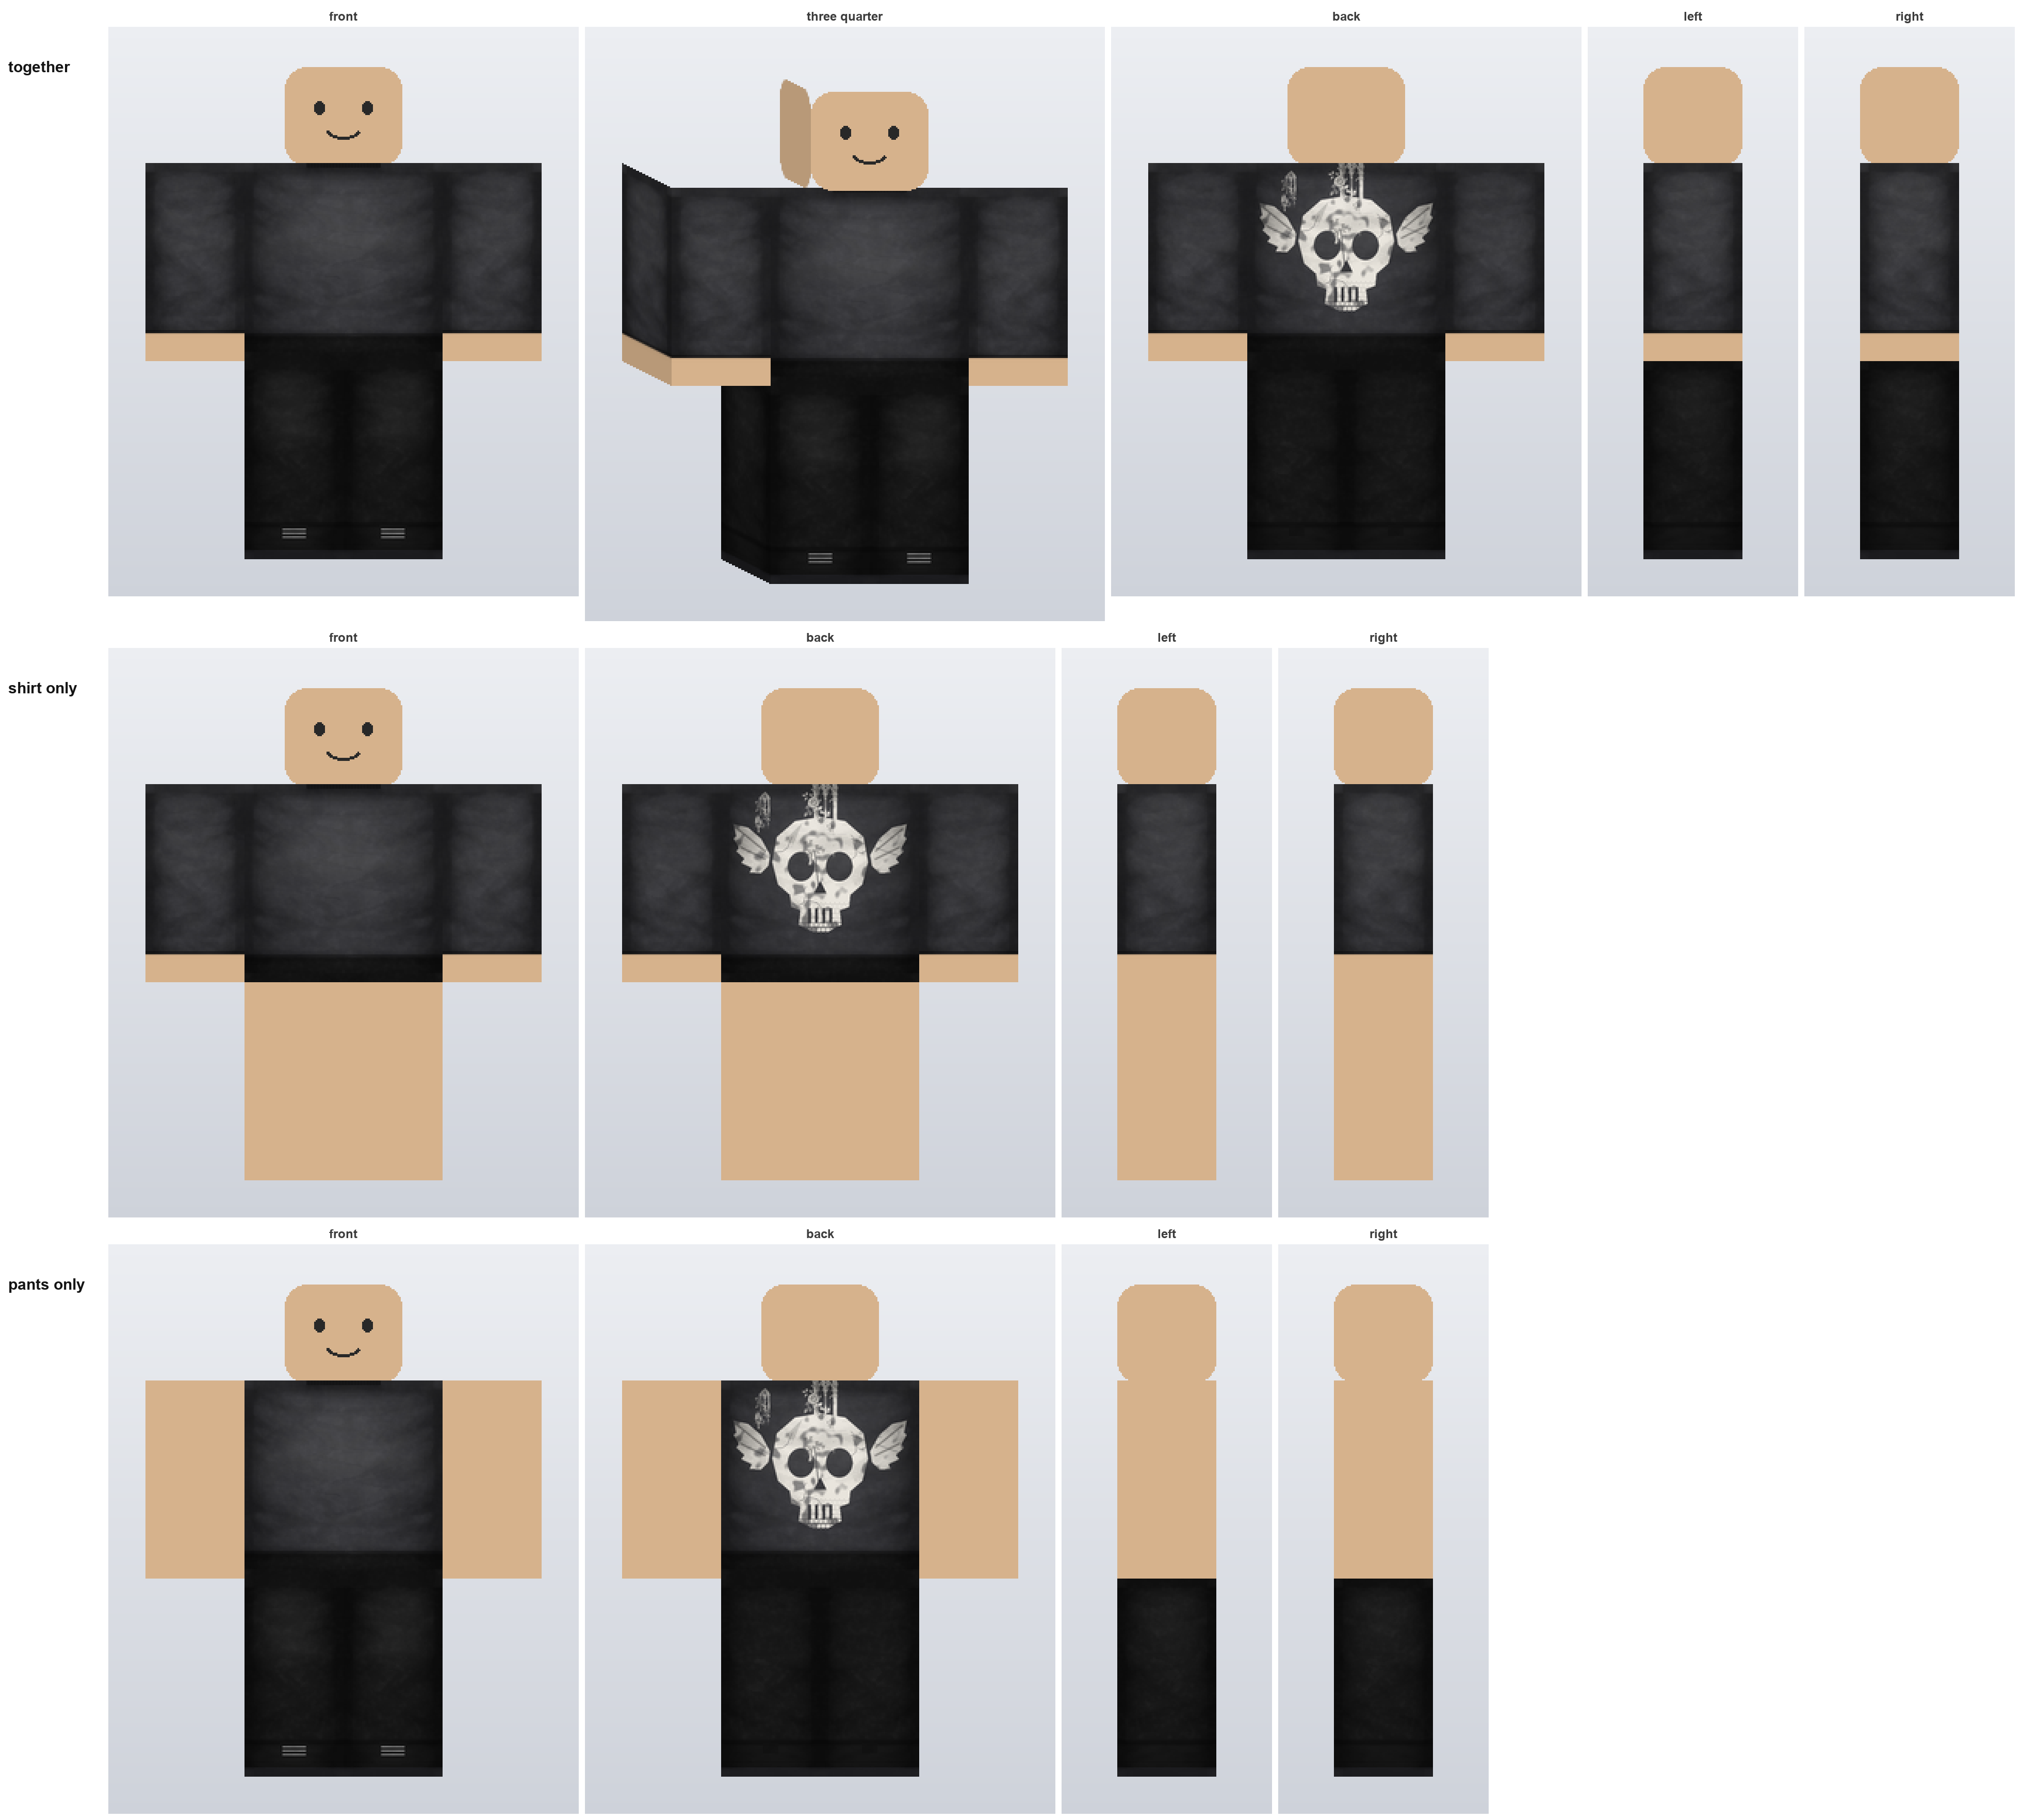 front
three quarter
back
left
right
together
front
back
left
right
shirt only
front
back
left
right
pants only